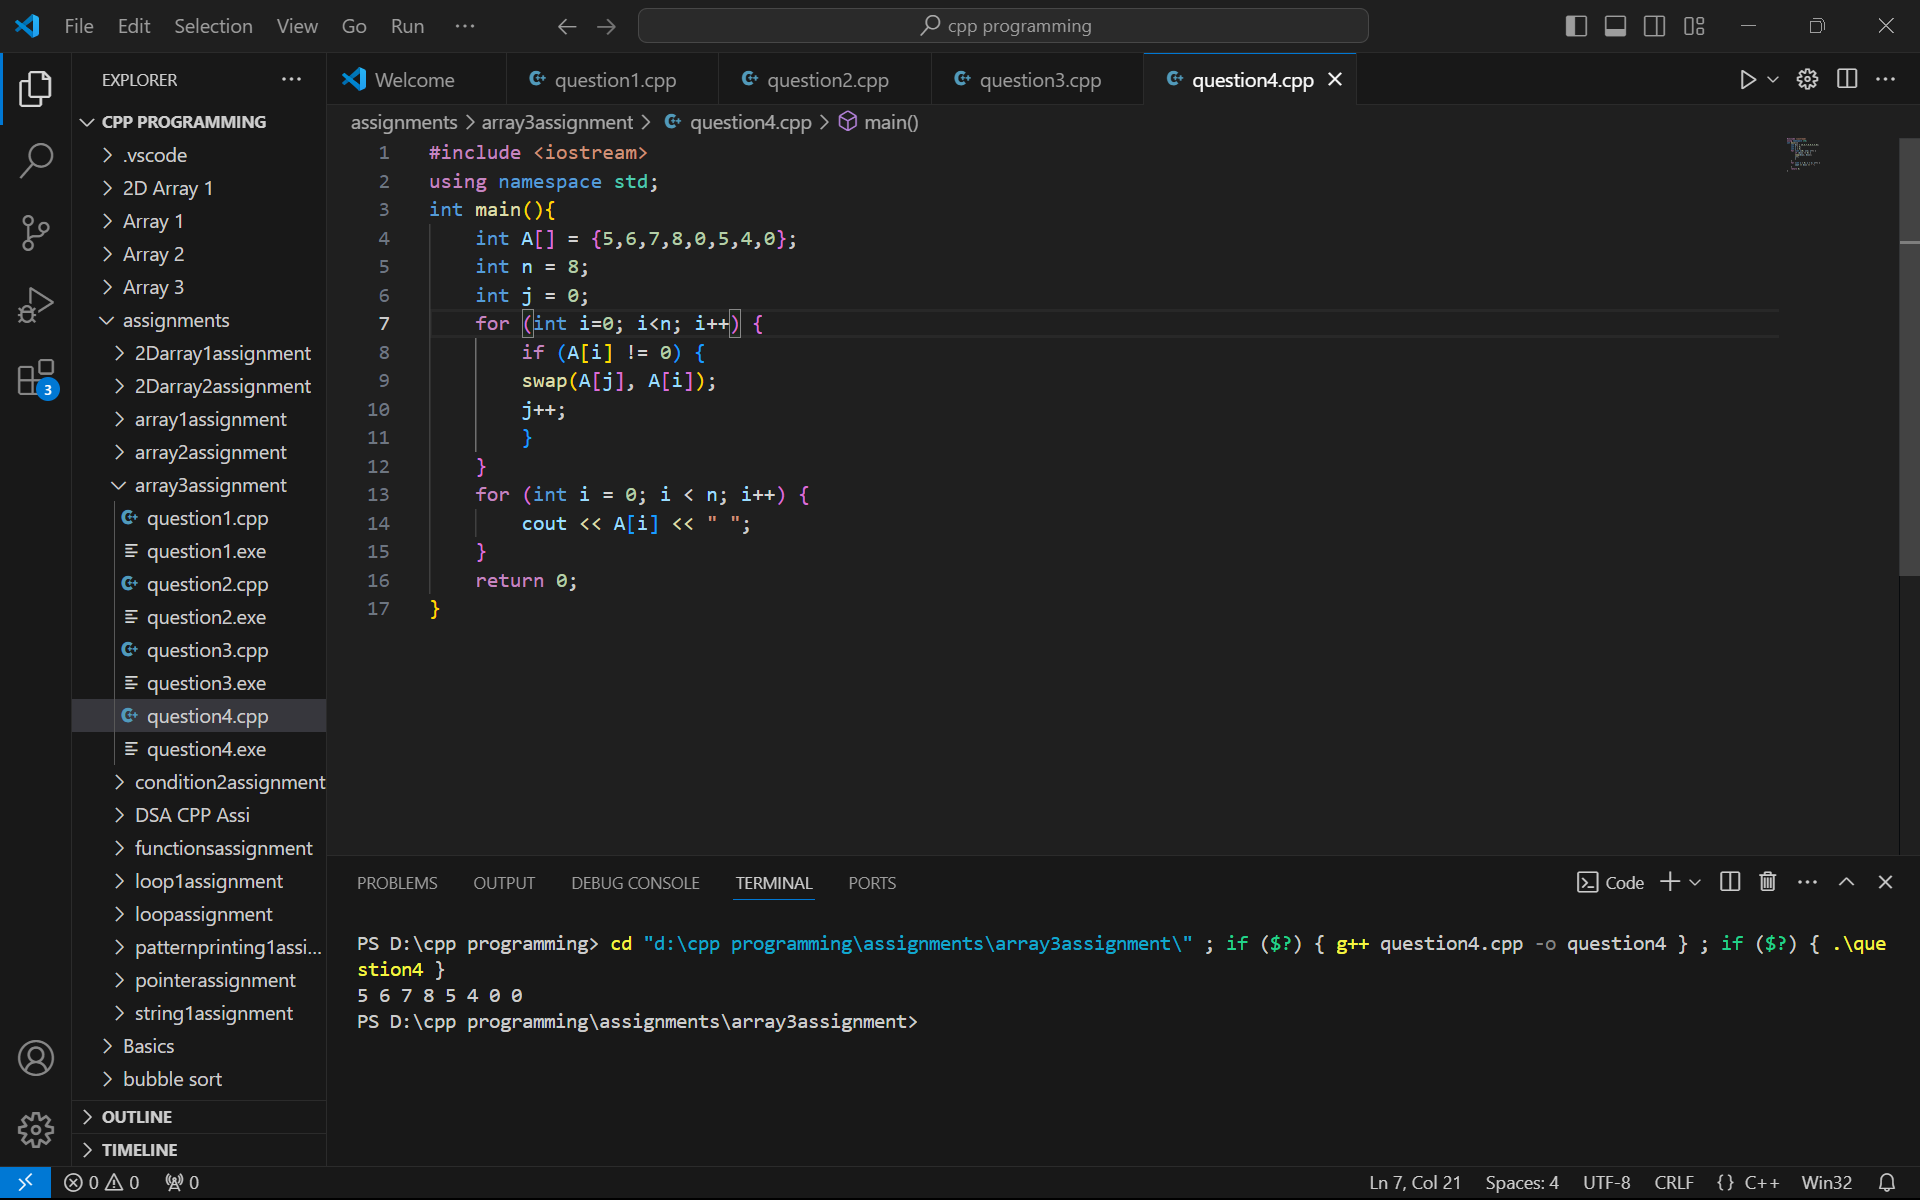 File Edit Selection View Go Run ··· cpp programming
EXPLORER ···
CPP PROGRAMMING
.vscode
2D Array 1
Array 1
Array 2
Array 3
assignments
2Darray1assignment
2Darray2assignment
array1assignment
array2assignment
array3assignment
question1.cpp
question1.exe
question2.cpp
question2.exe
question3.cpp
question3.exe
question4.cpp
question4.exe
condition2assignment
DSA CPP Assi
functionsassignment
loop1assignment
loopassignment
patternprinting1assi...
pointerassignment
string1assignment
Basics
bubble sort
OUTLINE
TIMELINE
3
Welcome question1.cpp question2.cpp question3.cpp question4.cpp
assignments > array3assignment > question4.cpp > main()
1 #include <iostream>
2 using namespace std;
3 int main(){
4 int A[] = {5,6,7,8,0,5,4,0};
5 int n = 8;
6 int j = 0;
7 for (int i=0; i<n; i++) {
8 if (A[i] != 0) {
9 swap(A[j], A[i]);
10 j++;
11 }
12 }
13 for (int i = 0; i < n; i++) {
14 cout << A[i] << " ";
15 }
16 return 0;
17 }
PROBLEMS OUTPUT DEBUG CONSOLE TERMINAL PORTS Code
PS D:\cpp programming> cd "d:\cpp programming\assignments\array3assignment\" ; if ($?) { g++ question4.cpp -o question4 } ; if ($?) { .\que
stion4 }
5 6 7 8 5 4 0 0
PS D:\cpp programming\assignments\array3assignment>
0 0 0 Ln 7, Col 21 Spaces: 4 UTF-8 CRLF {} C++ Win32